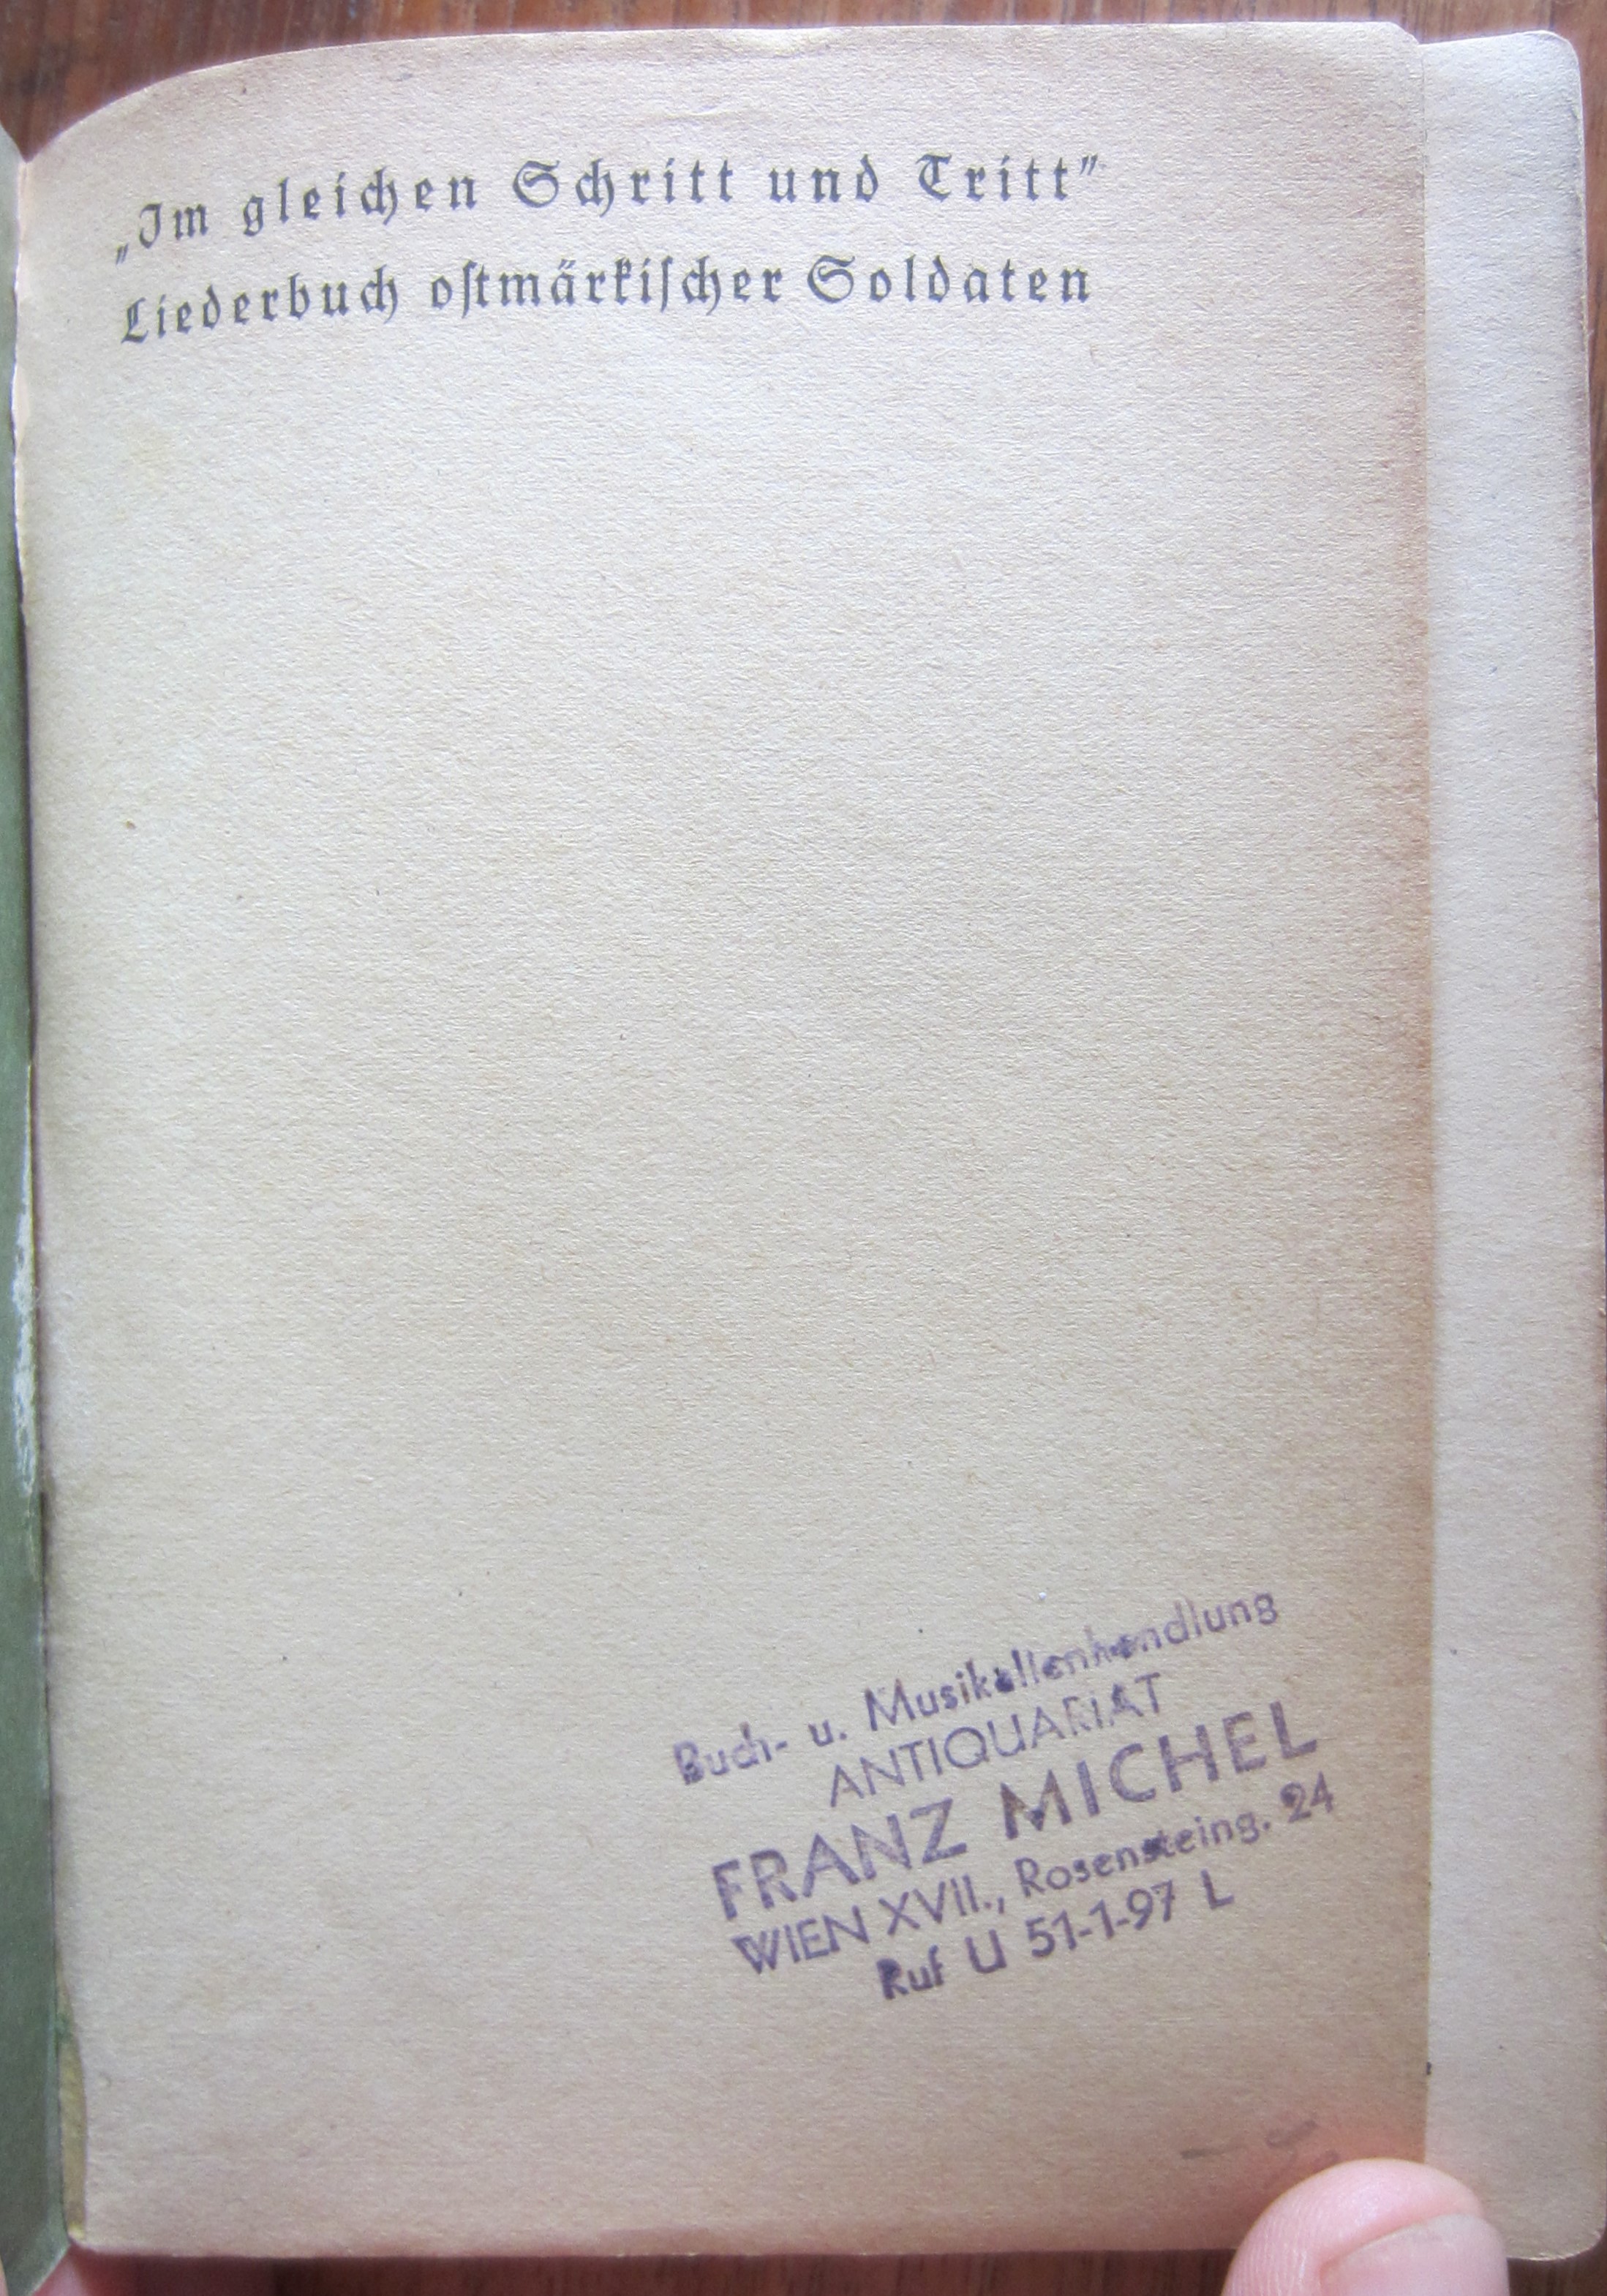 „Im gleichen Schritt und Tritt”
Liederbuch oſtmärkiſcher Soldaten
Buch- u. Musikalienhandlung
ANTIQUARIAT
FRANZ MICHEL
WIEN XVII., Rosensteing. 24
Ruf U 51-1-97 L